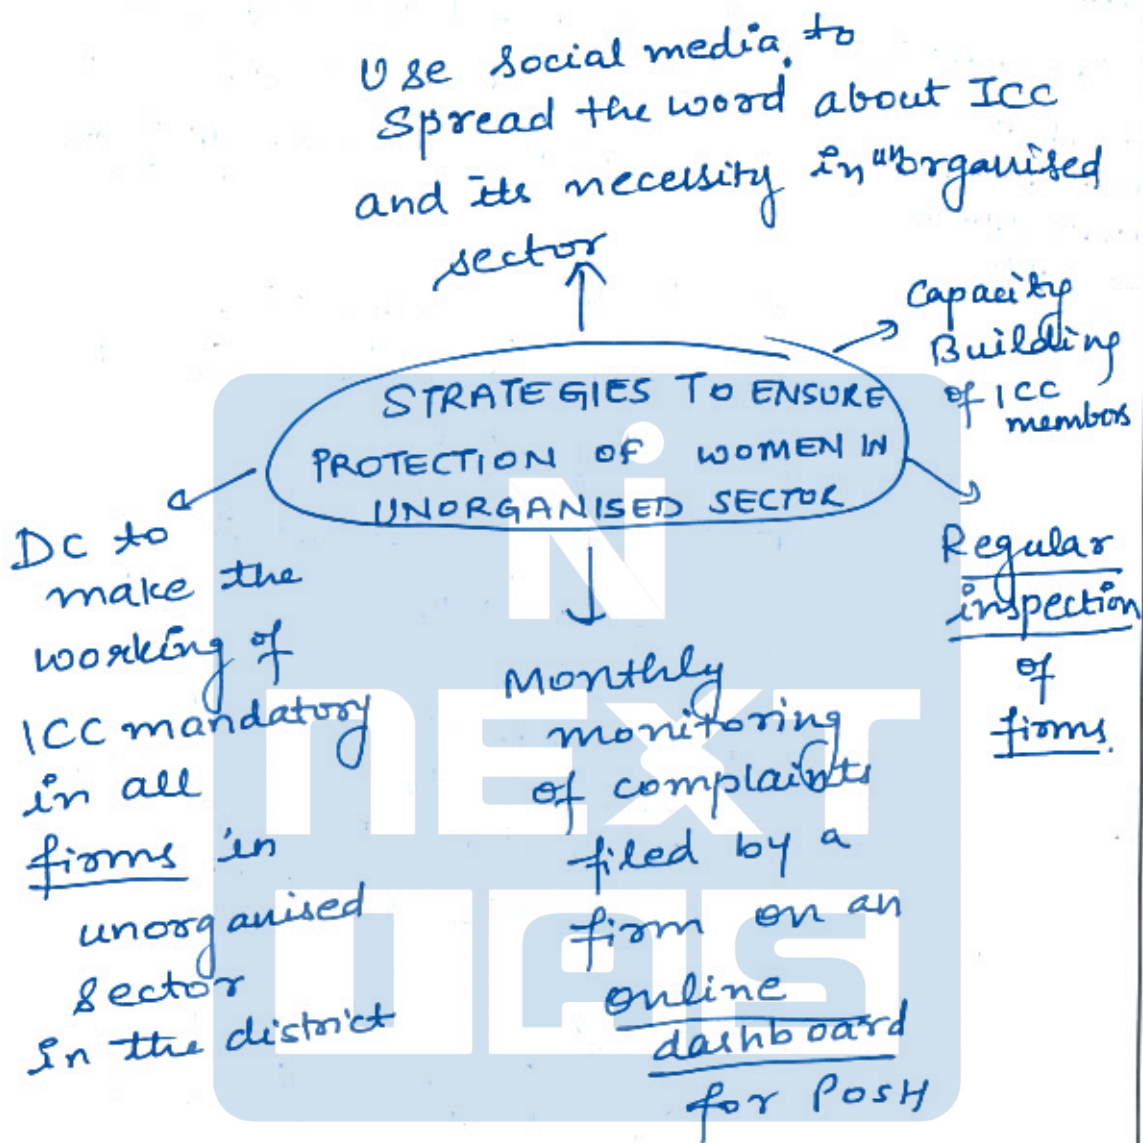 Use social media to
Spread the word about ICC
and its necessity in unorganised
sector
Capacity
Building
of ICC
members
STRATEGIES TO ENSURE
PROTECTION OF WOMEN IN
UNORGANISED SECTOR
DC to
make the
working of
ICC mandatory
in all
firms in
unorganised
sector
in the district
Monthly
monitoring
of complaints
filed by a
firm on an
online
dashboard
for POSH
Regular
inspection
of
firms.
NEXT
IAS